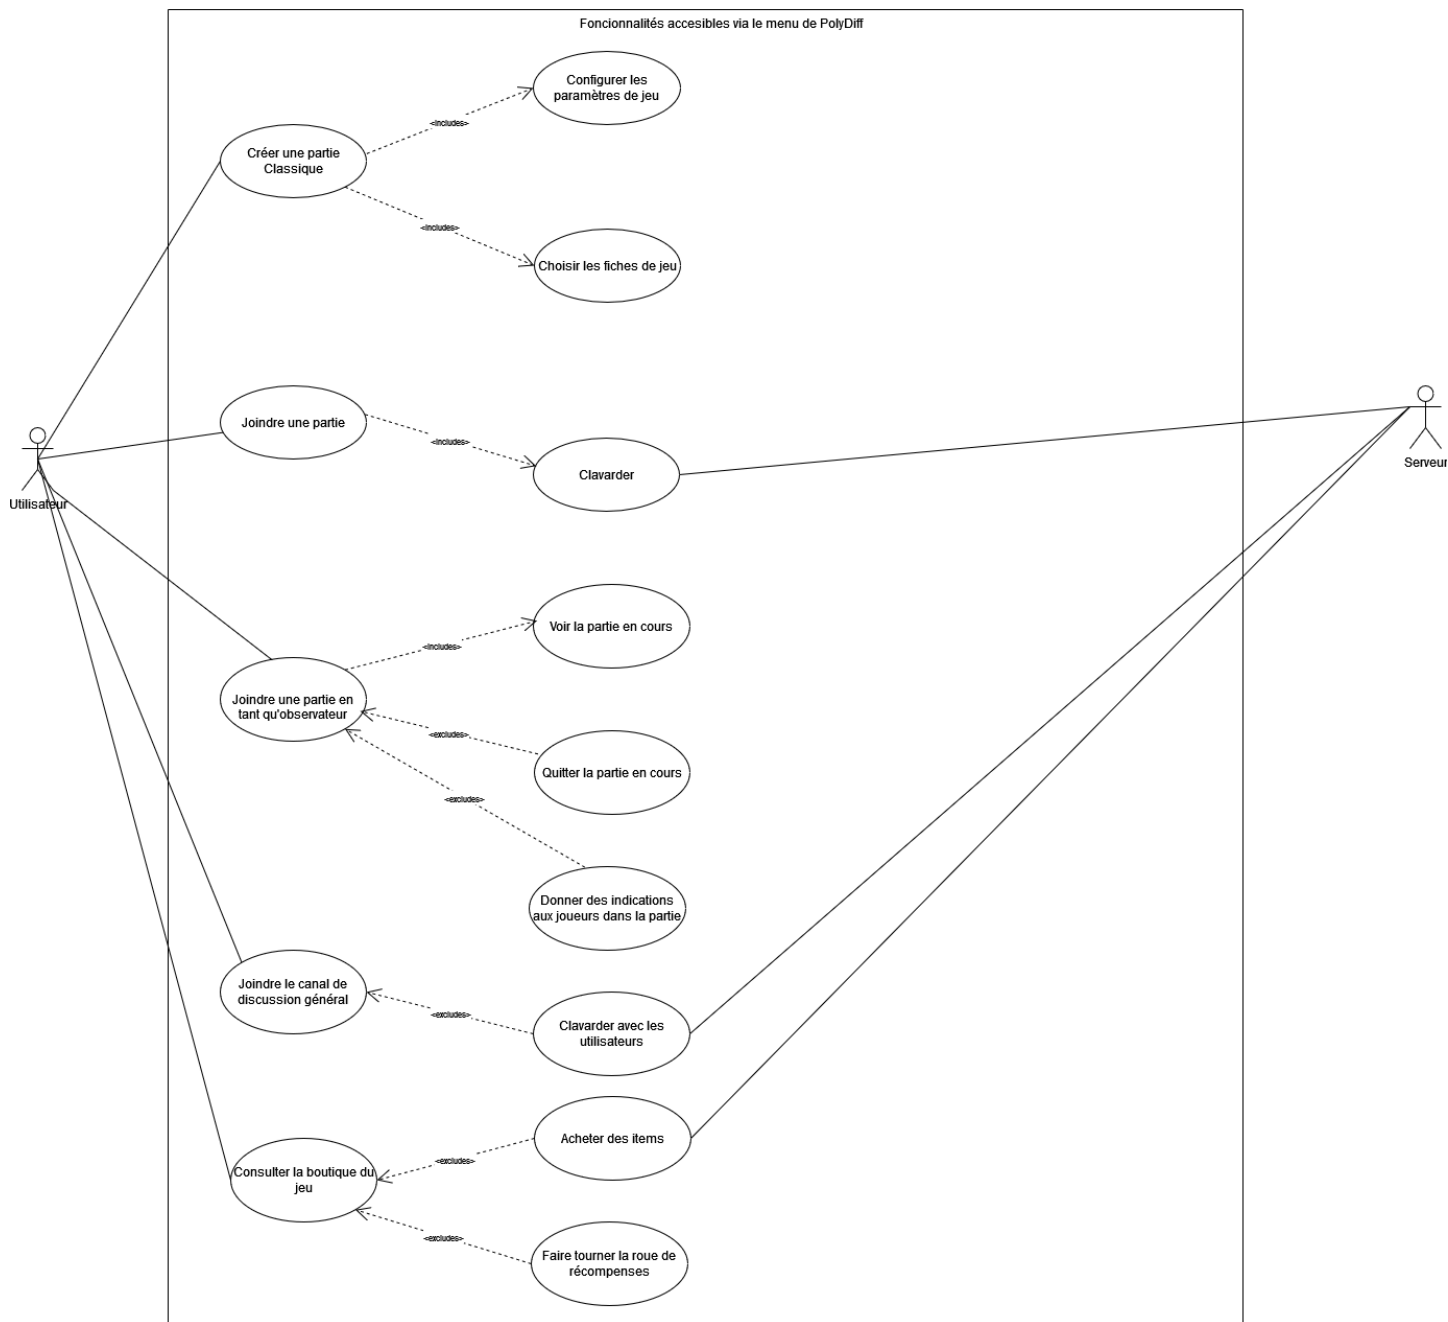 Foncionnalités accesibles via le menu de PolyDiff
Configurer les
paramètres de jeu
<includes>
Créer une partie
Classique
<includes>
Choisir les fiches de jeu
Joindre une partie
<includes>
Clavarder
Serveur
Utilisateur
Voir la partie en cours
<includes>
Joindre une partie en
tant qu'observateur
<excludes>
Quitter la partie en cours
<excludes>
Donner des indications
aux joueurs dans la partie
Joindre le canal de
discussion général
<excludes>
Clavarder avec les
utilisateurs
Acheter des items
<excludes>
Consulter la boutique du
jeu
<excludes>
Faire tourner la roue de
récompenses